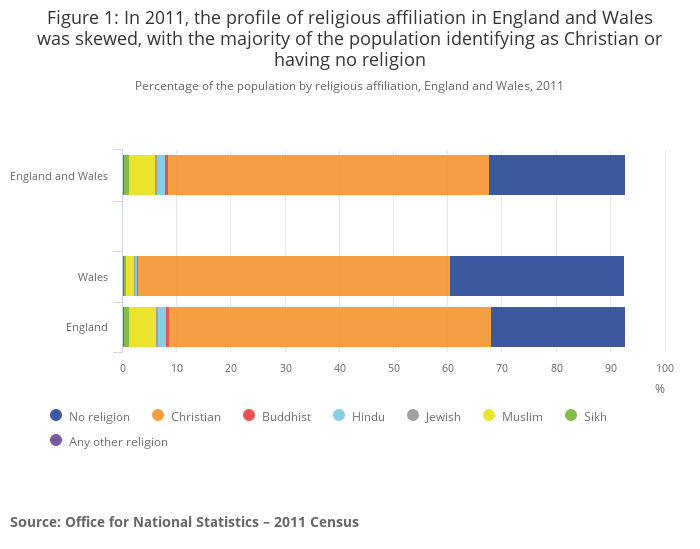 Figure 1: In 2011, the profile of religious affiliation in England and Wales
was skewed, with the majority of the population identifying as Christian or
having no religion
Percentage of the population by religious affiliation, England and Wales, 2011
England and Wales
Wales
England
0 10 20 30 40 50 60 70 80 90 100
%
No religion Christian Buddhist Hindu Jewish Muslim Sikh
Any other religion
Source: Office for National Statistics – 2011 Census